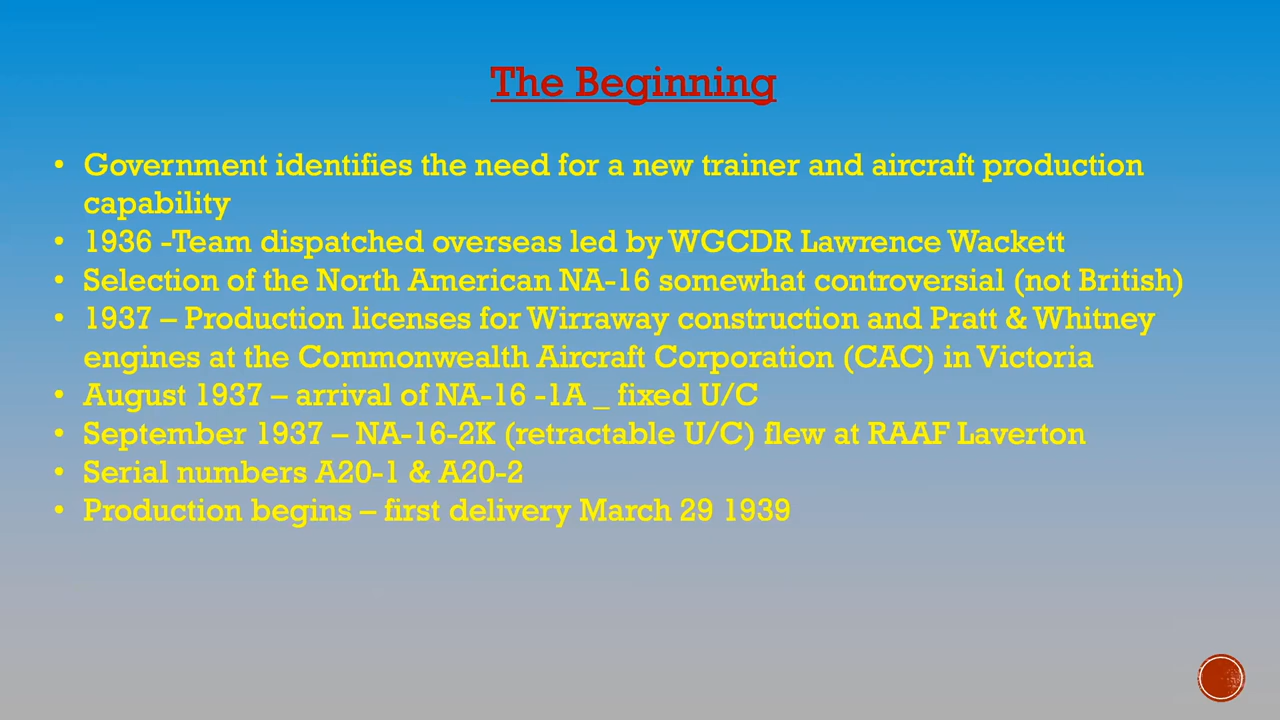 The Beginning
• Government identifies the need for a new trainer and aircraft production
capability
• 1936 -Team dispatched overseas led by WGCDR Lawrence Wackett
• Selection of the North American NA-16 somewhat controversial (not British)
• 1937 – Production licenses for Wirraway construction and Pratt & Whitney
engines at the Commonwealth Aircraft Corporation (CAC) in Victoria
• August 1937 – arrival of NA-16 -1A _ fixed U/C
• September 1937 – NA-16-2K (retractable U/C) flew at RAAF Laverton
• Serial numbers A20-1 & A20-2
• Production begins – first delivery March 29 1939